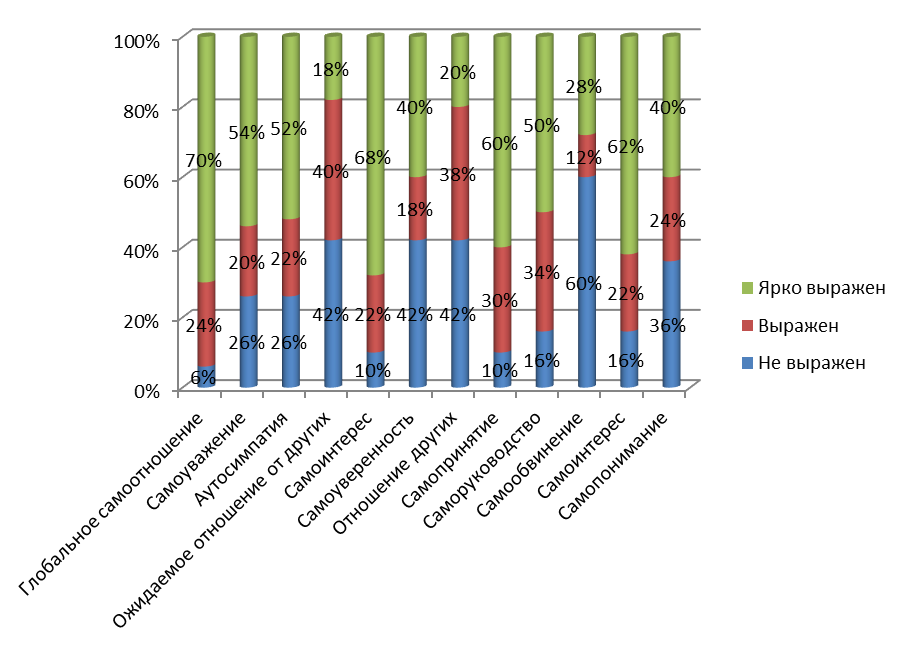 100%
80%
60%
40%
20%
0%
70%
24%
6%
54%
20%
26%
52%
22%
26%
18%
40%
42%
68%
22%
10%
40%
18%
42%
20%
38%
42%
60%
30%
10%
50%
34%
16%
28%
12%
60%
62%
22%
16%
40%
24%
36%
Глобальное самоотношение
Самоуважение
Аутосимпатия
Ожидаемое отношение от других
Самоинтерес
Самоуверенность
Отношение других
Самопринятие
Саморуководство
Самообвинение
Самоинтерес
Самопонимание
Ярко выражен
Выражен
Не выражен